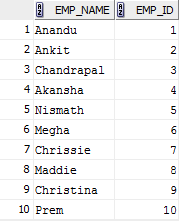 EMP_NAME EMP_ID
1 Anandu 1
2 Ankit 2
3 Chandrapal 3
4 Akansha 4
5 Nismath 5
6 Megha 6
7 Chrissie 7
8 Maddie 8
9 Christina 9
10 Prem 10